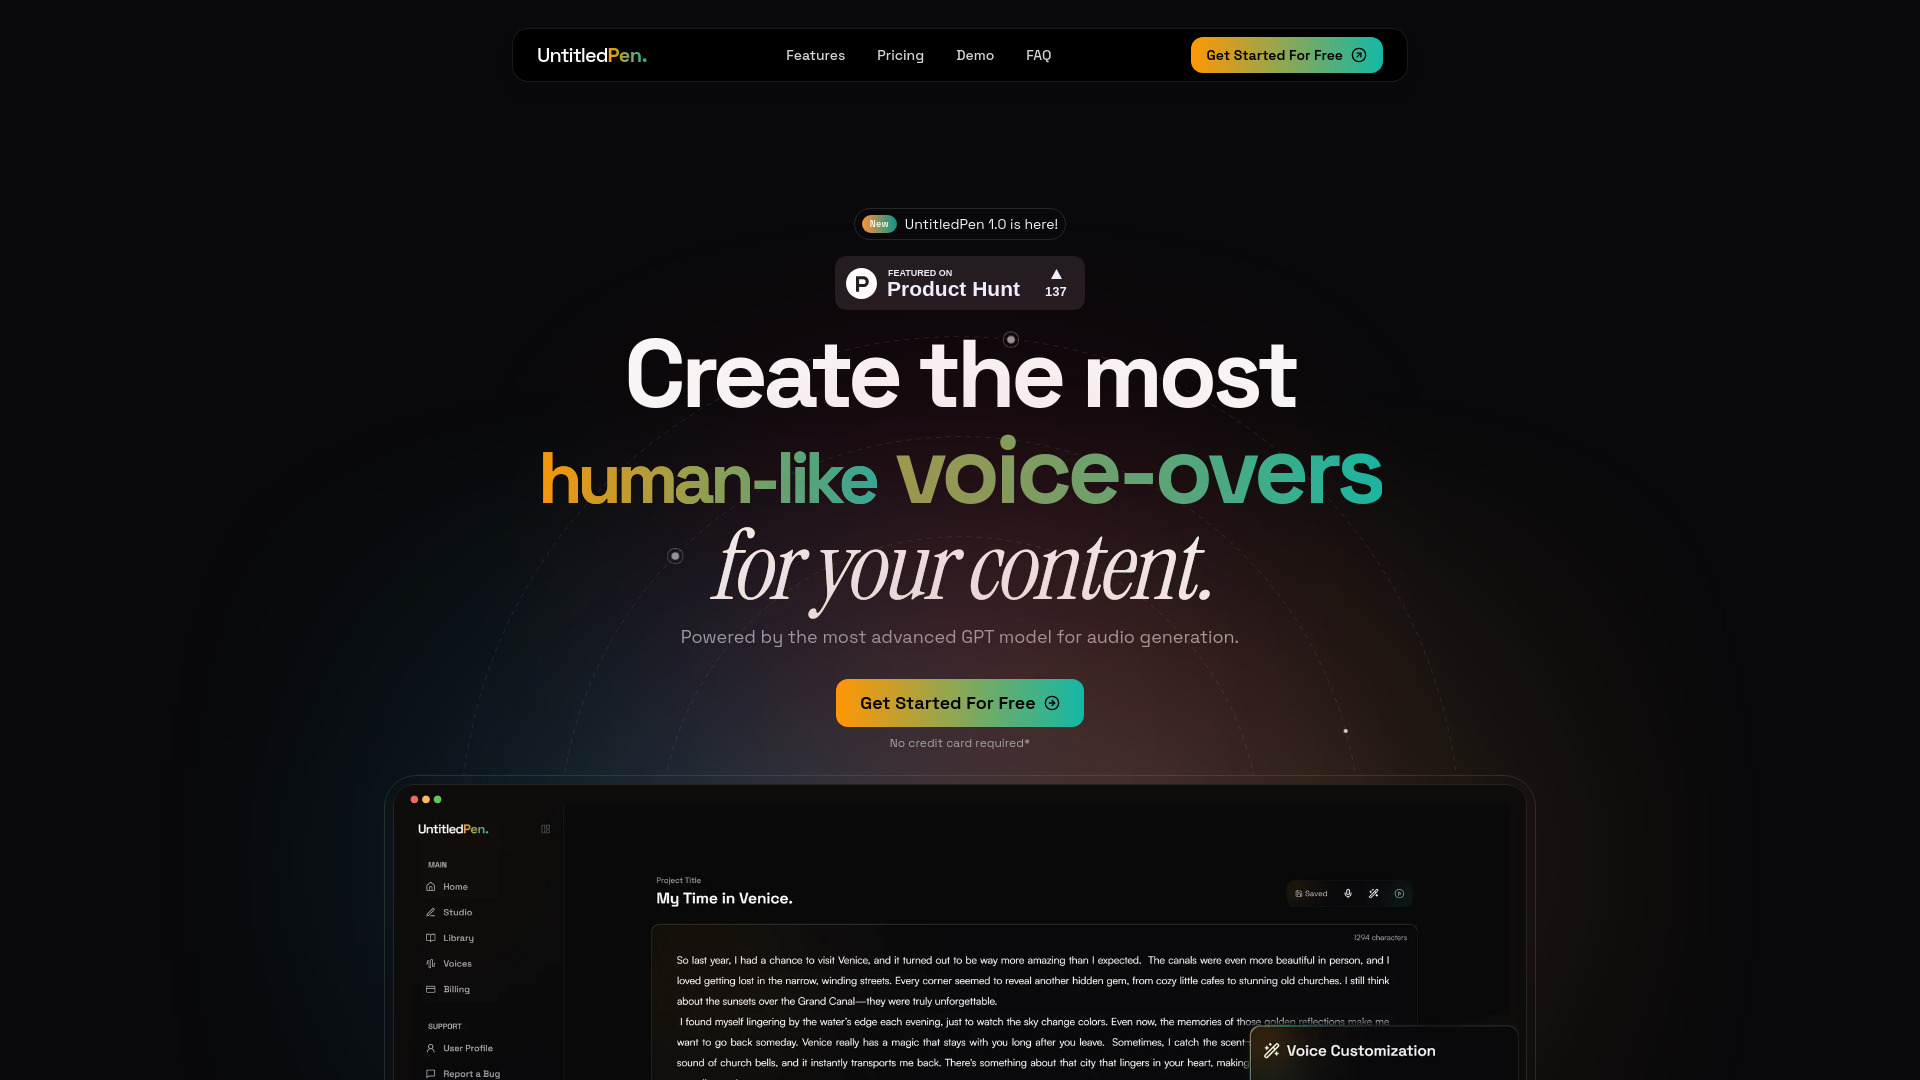 UntitledPen.
Features
Pricing
Demo
FAQ
Get Started For Free
New
UntitledPen 1.0 is here!
FEATURED ON
Product Hunt
137
Create the most
human-like voice-overs
for your content.
Powered by the most advanced GPT model for audio generation.
Get Started For Free
No credit card required*
UntitledPen.
MAIN
Home
Studio
Library
Voices
Billing
SUPPORT
User Profile
Report a Bug
Project Title
My Time in Venice.
Saved
1294 characters
So last year, I had a chance to visit Venice, and it turned out to be way more amazing than I expected.  The canals were even more beautiful in person, and I
loved getting lost in the narrow, winding streets. Every corner seemed to reveal another hidden gem, from cozy little cafes to stunning old churches. I still think
about the sunsets over the Grand Canal—they were truly unforgettable.
I found myself lingering by the water's edge each evening, just to watch the sky change colors. Even now, the memories of those golden reflections make me
want to go back someday. Venice really has a magic that stays with you long after you leave.  Sometimes, I catch the scent
sound of church bells, and it instantly transports me back. There's something about that city that lingers in your heart, making
Voice Customization